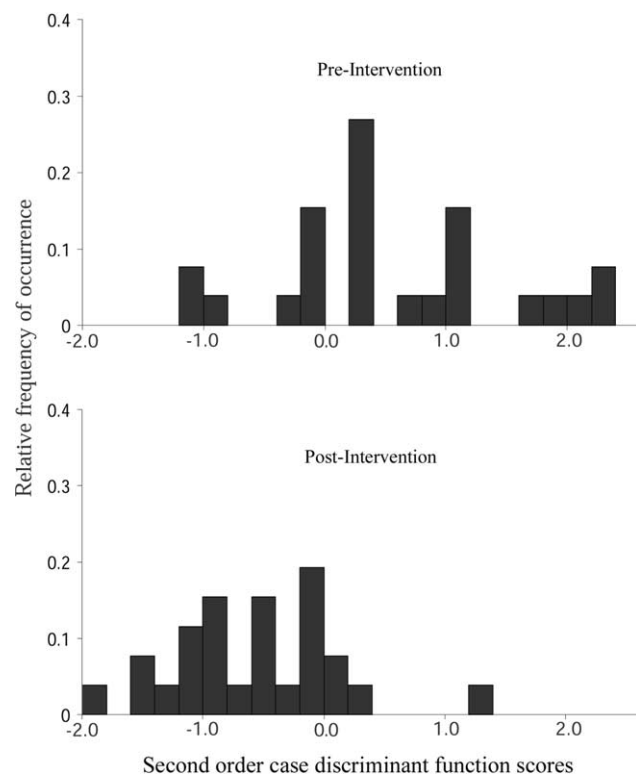 0.4
Pre-Intervention
0.3
0.2
0.1
0
-2.0 -1.0 0.0 1.0 2.0
Relative frequency of occurrence
0.4
Post-Intervention
0.3
0.2
0.1
0
-2.0 -1.0 0.0 1.0 2.0
Second order case discriminant function scores